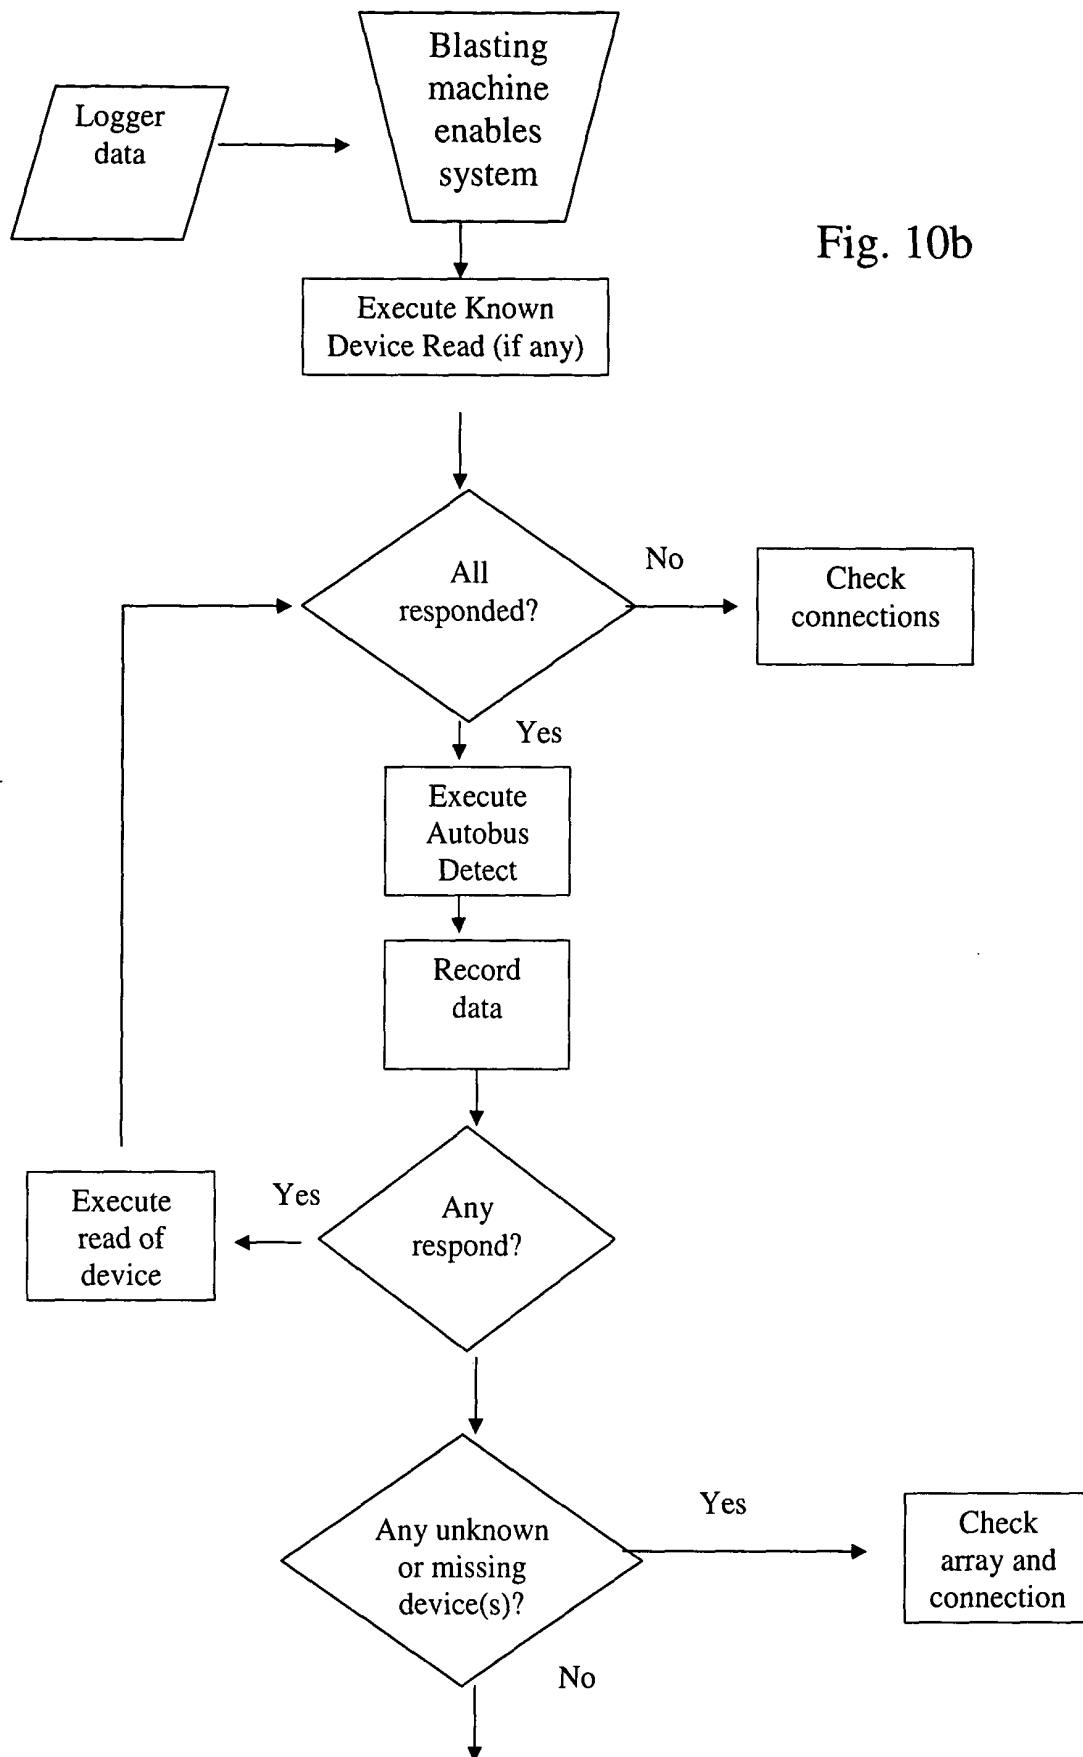 Blasting
machine
enables
system
Logger
data
Fig. 10b
Execute Known
Device Read (if any)
All
responded?
No
Check
connections
Yes
Execute
Autobus
Detect
Record
data
Execute
read of
device
Yes
Any
respond?
Any unknown
or missing
device(s)?
Yes
Check
array and
connection
No